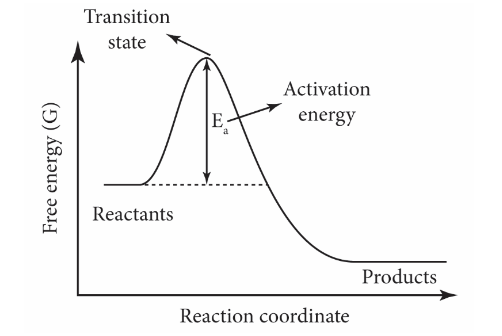 Transition
state
Activation
energy
Eₐ
Free energy (G)
Reactants
Products
Reaction coordinate